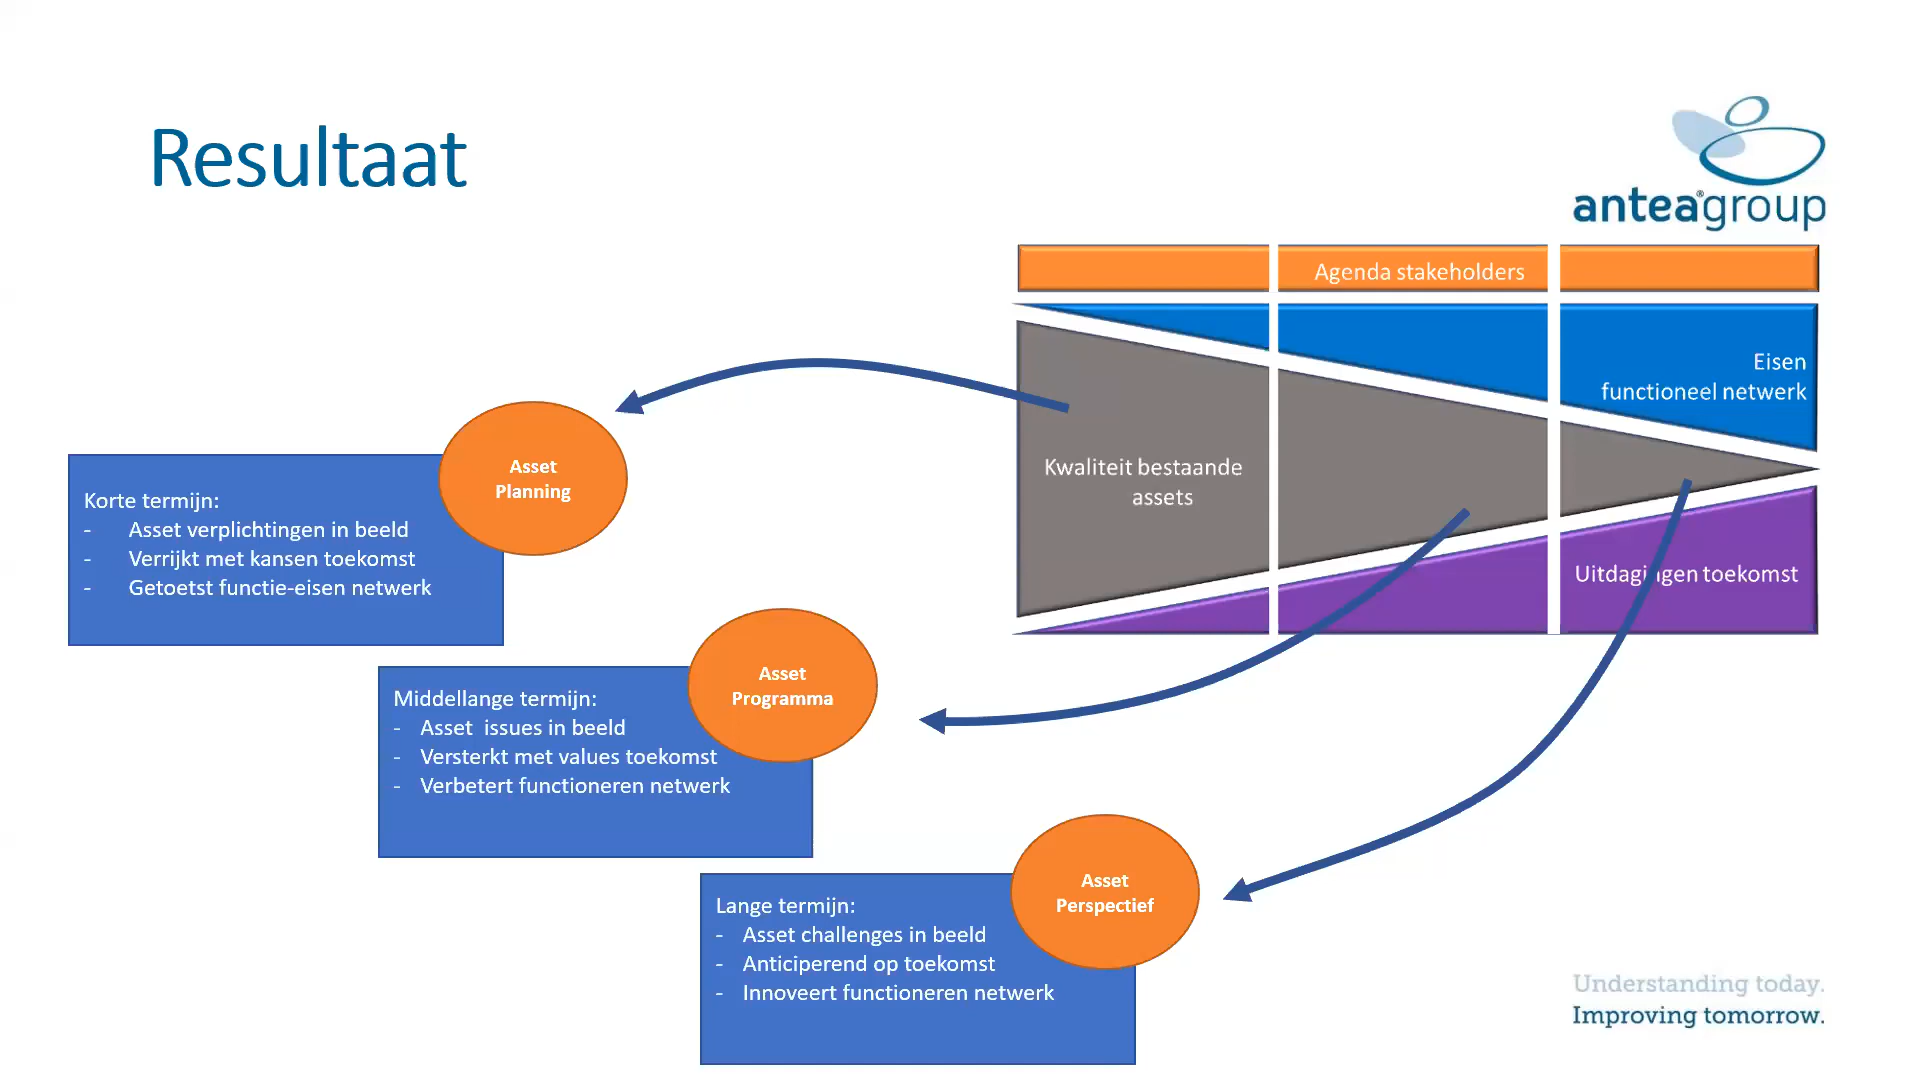 Resultaat
antea®group
Agenda stakeholders
Eisen
functioneel netwerk
Kwaliteit bestaande
assets
Uitdagingen toekomst
Asset
Planning
Korte termijn:
- Asset verplichtingen in beeld
- Verrijkt met kansen toekomst
- Getoetst functie-eisen netwerk
Asset
Programma
Middellange termijn:
- Asset issues in beeld
- Versterkt met values toekomst
- Verbetert functioneren netwerk
Asset
Perspectief
Lange termijn:
- Asset challenges in beeld
- Anticiperend op toekomst
- Innoveert functioneren netwerk
Understanding today.
Improving tomorrow.